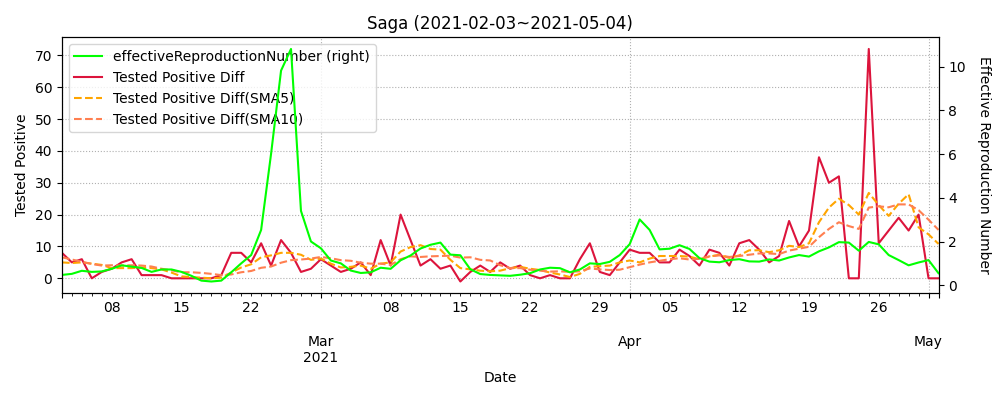 Saga (2021-02-03~2021-05-04)
effectiveReproductionNumber (right)
Tested Positive Diff
Tested Positive Diff(SMA5)
Tested Positive Diff(SMA10)
Tested Positive
70
60
50
40
30
20
10
0
10
8
6
4
2
0
Effective Reproduction Number
08 15 22 08 15 22 29 05 12 19 26
Mar Apr May
2021
Date